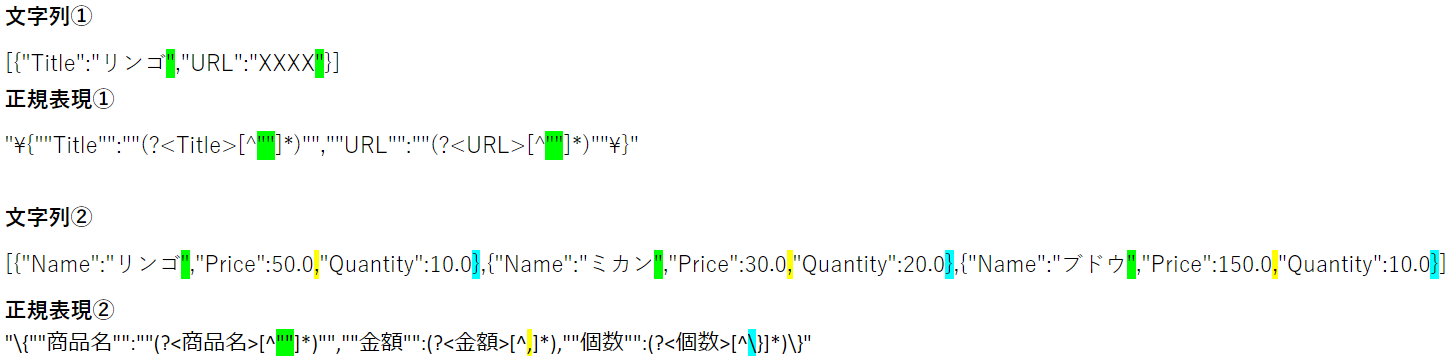 文字列①
[{"Title":"リンゴ","URL":"XXXX"}]
正規表現①
"¥{""Title"":""(?<Title>[^""]*)"",""URL"":""(?<URL>[^""]*)""¥}"
文字列②
[{"Name":"リンゴ","Price":50.0,"Quantity":10.0},{"Name":"ミカン","Price":30.0,"Quantity":20.0},{"Name":"ブドウ","Price":150.0,"Quantity":10.0}]
正規表現②
"\{""商品名"":""(?<商品名>[^""]*)"",""金額"":(?<金額>[^,]*),""個数"":(?<個数>[^\}]*)\}"